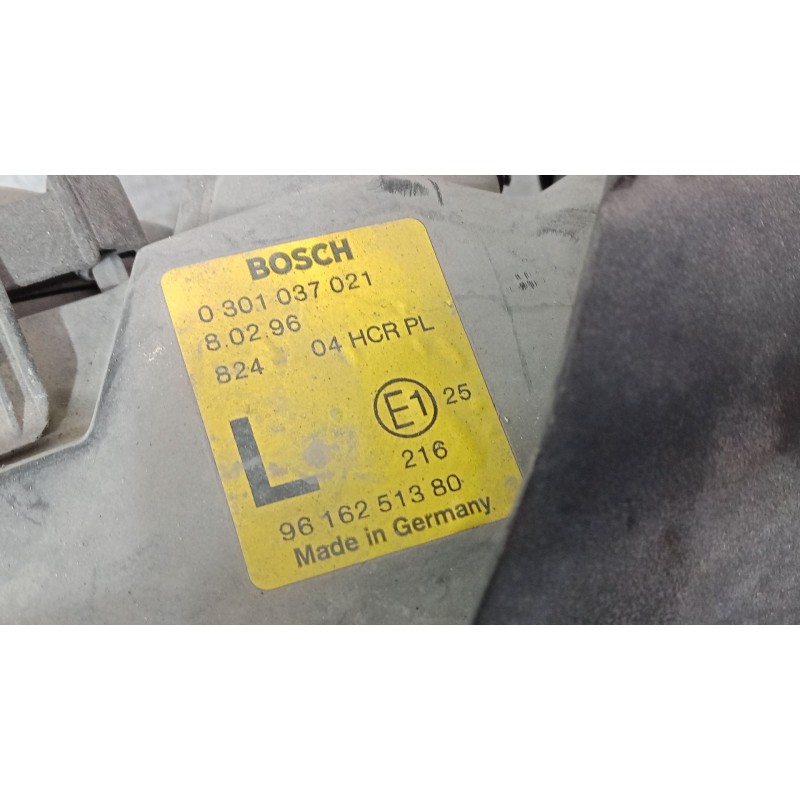 BOSCH
0 301 037 021
8.02.96
824 04 HCR PL
E1 25
L
216
96 162 513 80
Made in Germany